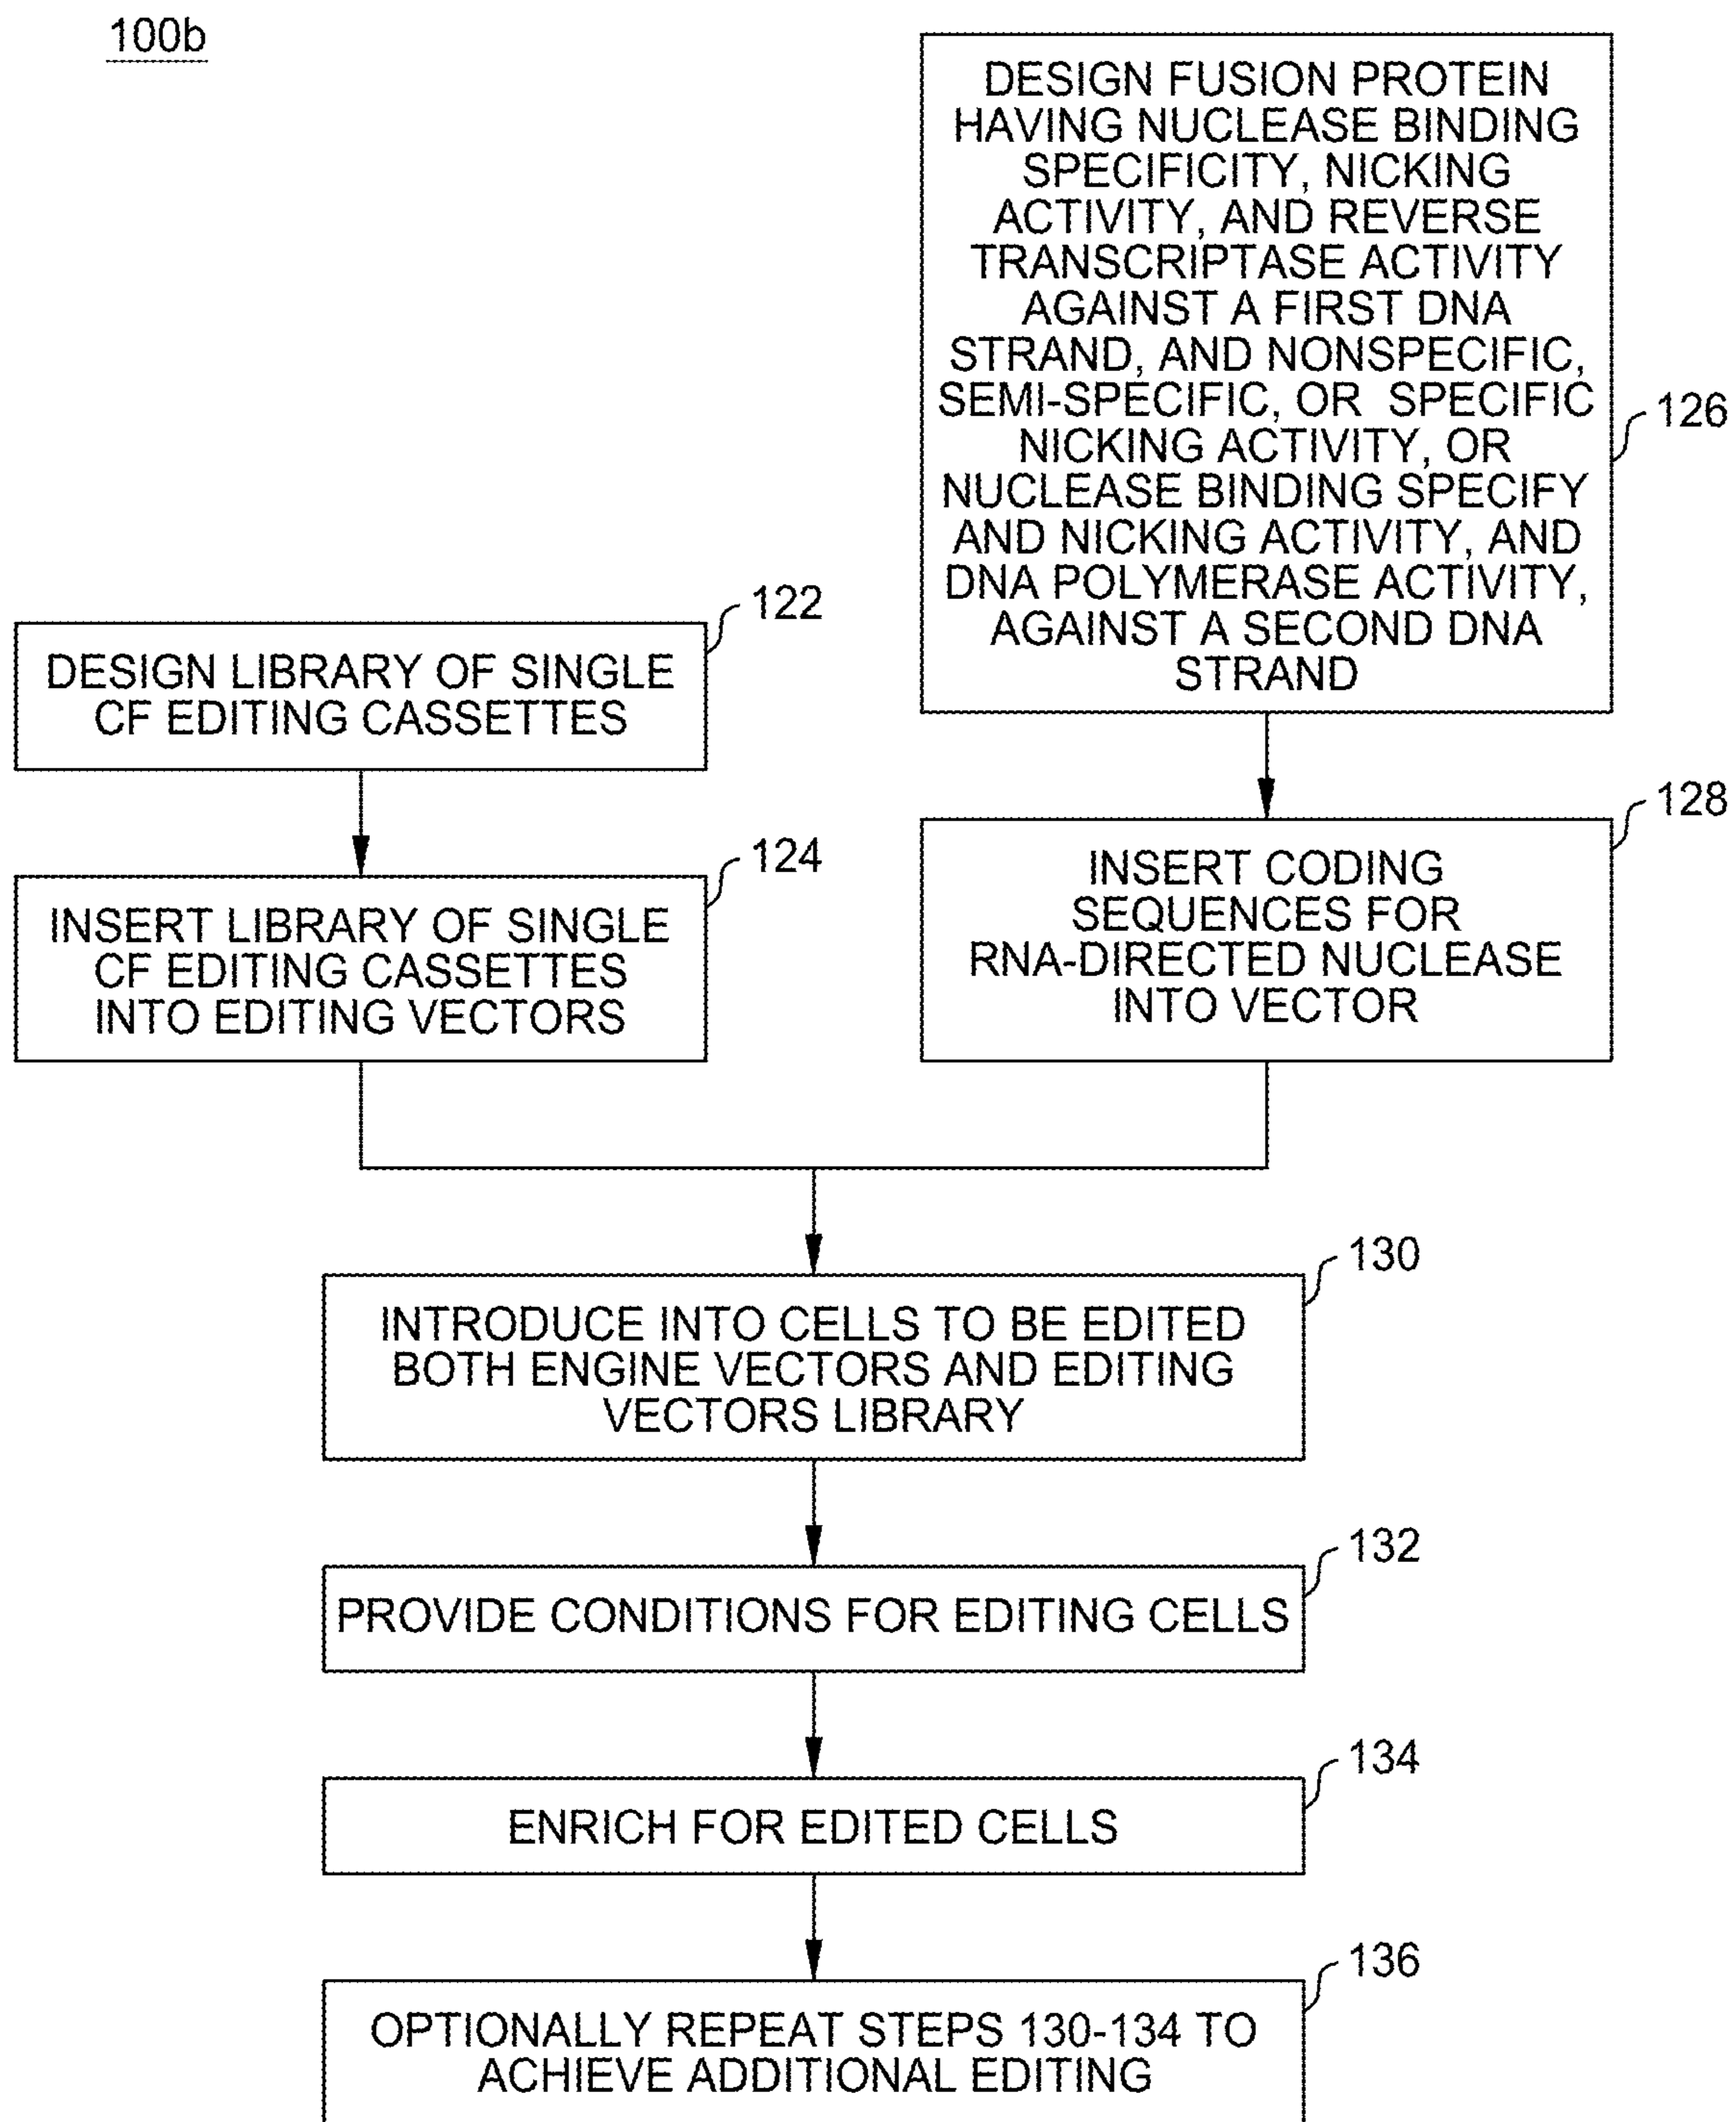 100b
DESIGN FUSION PROTEIN
HAVING NUCLEASE BINDING
SPECIFICITY, NICKING
ACTIVITY, AND REVERSE
TRANSCRIPTASE ACTIVITY
AGAINST A FIRST DNA
STRAND, AND NONSPECIFIC,
SEMI-SPECIFIC, OR SPECIFIC
NICKING ACTIVITY, OR
NUCLEASE BINDING SPECIFY
AND NICKING ACTIVITY, AND
DNA POLYMERASE ACTIVITY,
AGAINST A SECOND DNA
STRAND
126
122
DESIGN LIBRARY OF SINGLE
CF EDITING CASSETTES
124
INSERT LIBRARY OF SINGLE
CF EDITING CASSETTES
INTO EDITING VECTORS
128
INSERT CODING
SEQUENCES FOR
RNA-DIRECTED NUCLEASE
INTO VECTOR
130
INTRODUCE INTO CELLS TO BE EDITED
BOTH ENGINE VECTORS AND EDITING
VECTORS LIBRARY
132
PROVIDE CONDITIONS FOR EDITING CELLS
134
ENRICH FOR EDITED CELLS
136
OPTIONALLY REPEAT STEPS 130-134 TO
ACHIEVE ADDITIONAL EDITING